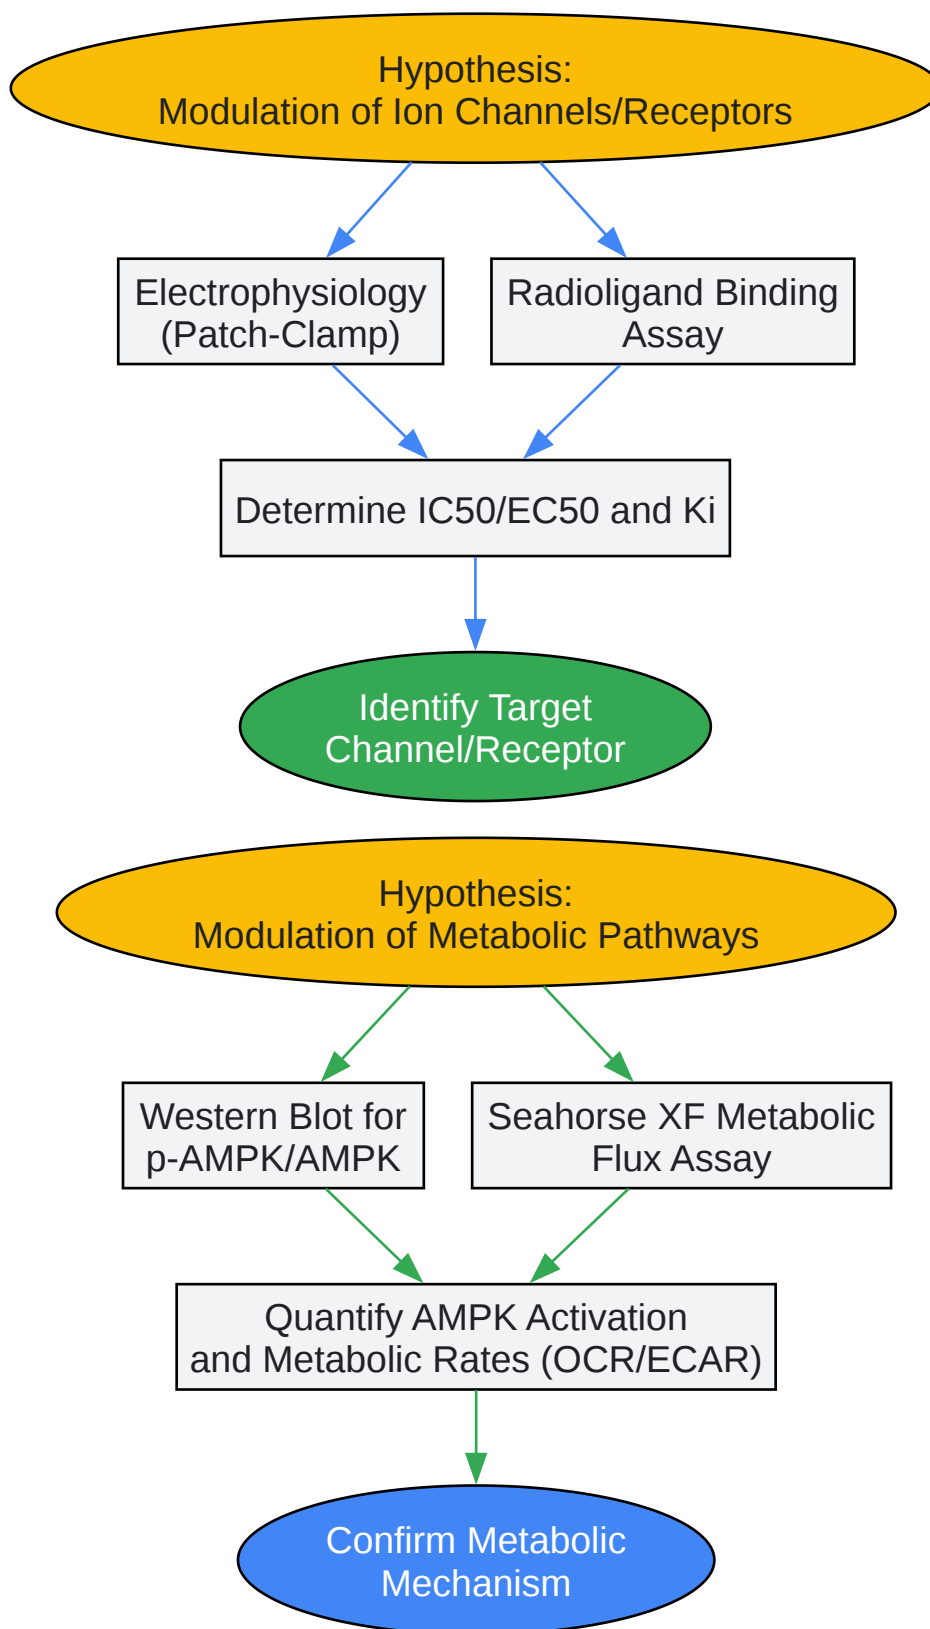 Hypothesis:
Modulation of Ion Channels/Receptors
Electrophysiology
(Patch-Clamp)
Radioligand Binding
Assay
Determine IC50/EC50 and Ki
Identify Target
Channel/Receptor
Hypothesis:
Modulation of Metabolic Pathways
Western Blot for
p-AMPK/AMPK
Seahorse XF Metabolic
Flux Assay
Quantify AMPK Activation
and Metabolic Rates (OCR/ECAR)
Confirm Metabolic
Mechanism